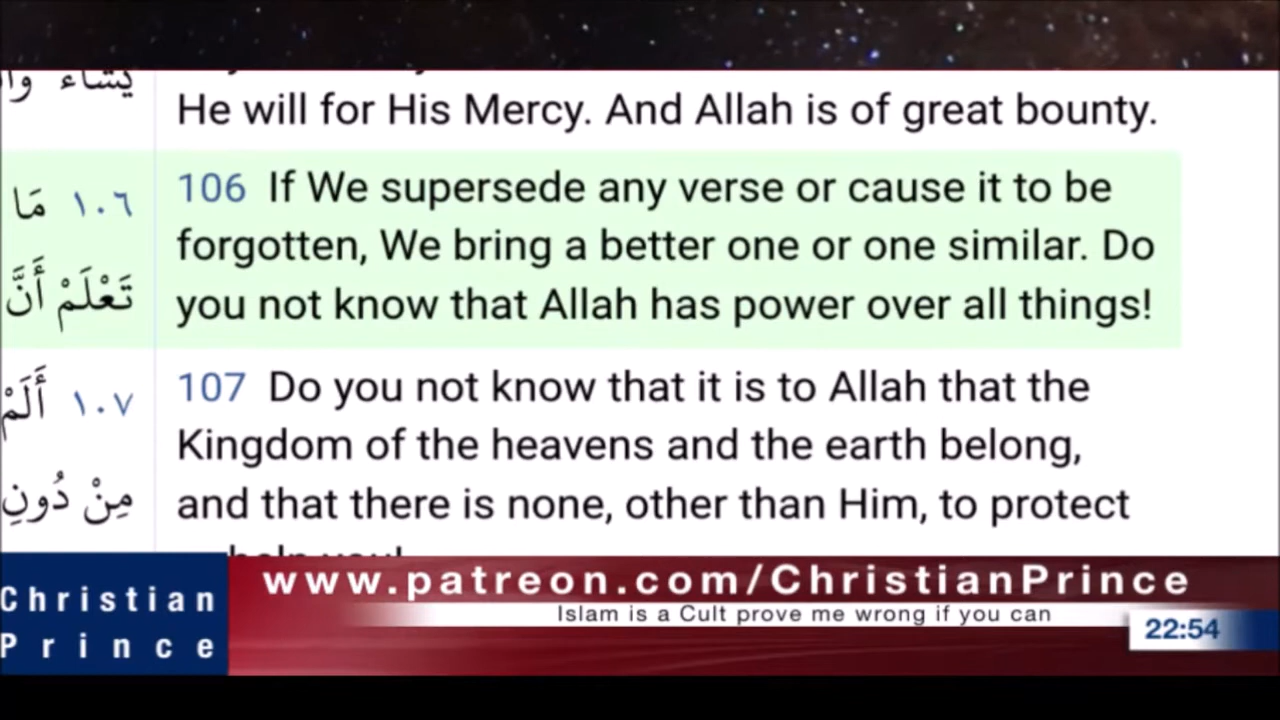 يَشَاءُ
He will for His Mercy. And Allah is of great bounty.
١٠٦ مَا
106 If We supersede any verse or cause it to be
forgotten, We bring a better one or one similar. Do
تَعْلَمْ أَنَّ
you not know that Allah has power over all things!
١٠٧ أَلَمْ
107 Do you not know that it is to Allah that the
Kingdom of the heavens and the earth belong,
مِنْ دُونِ
and that there is none, other than Him, to protect
help you!
Christian
Prince
www.patreon.com/ChristianPrince
Islam is a Cult prove me wrong if you can
22:54